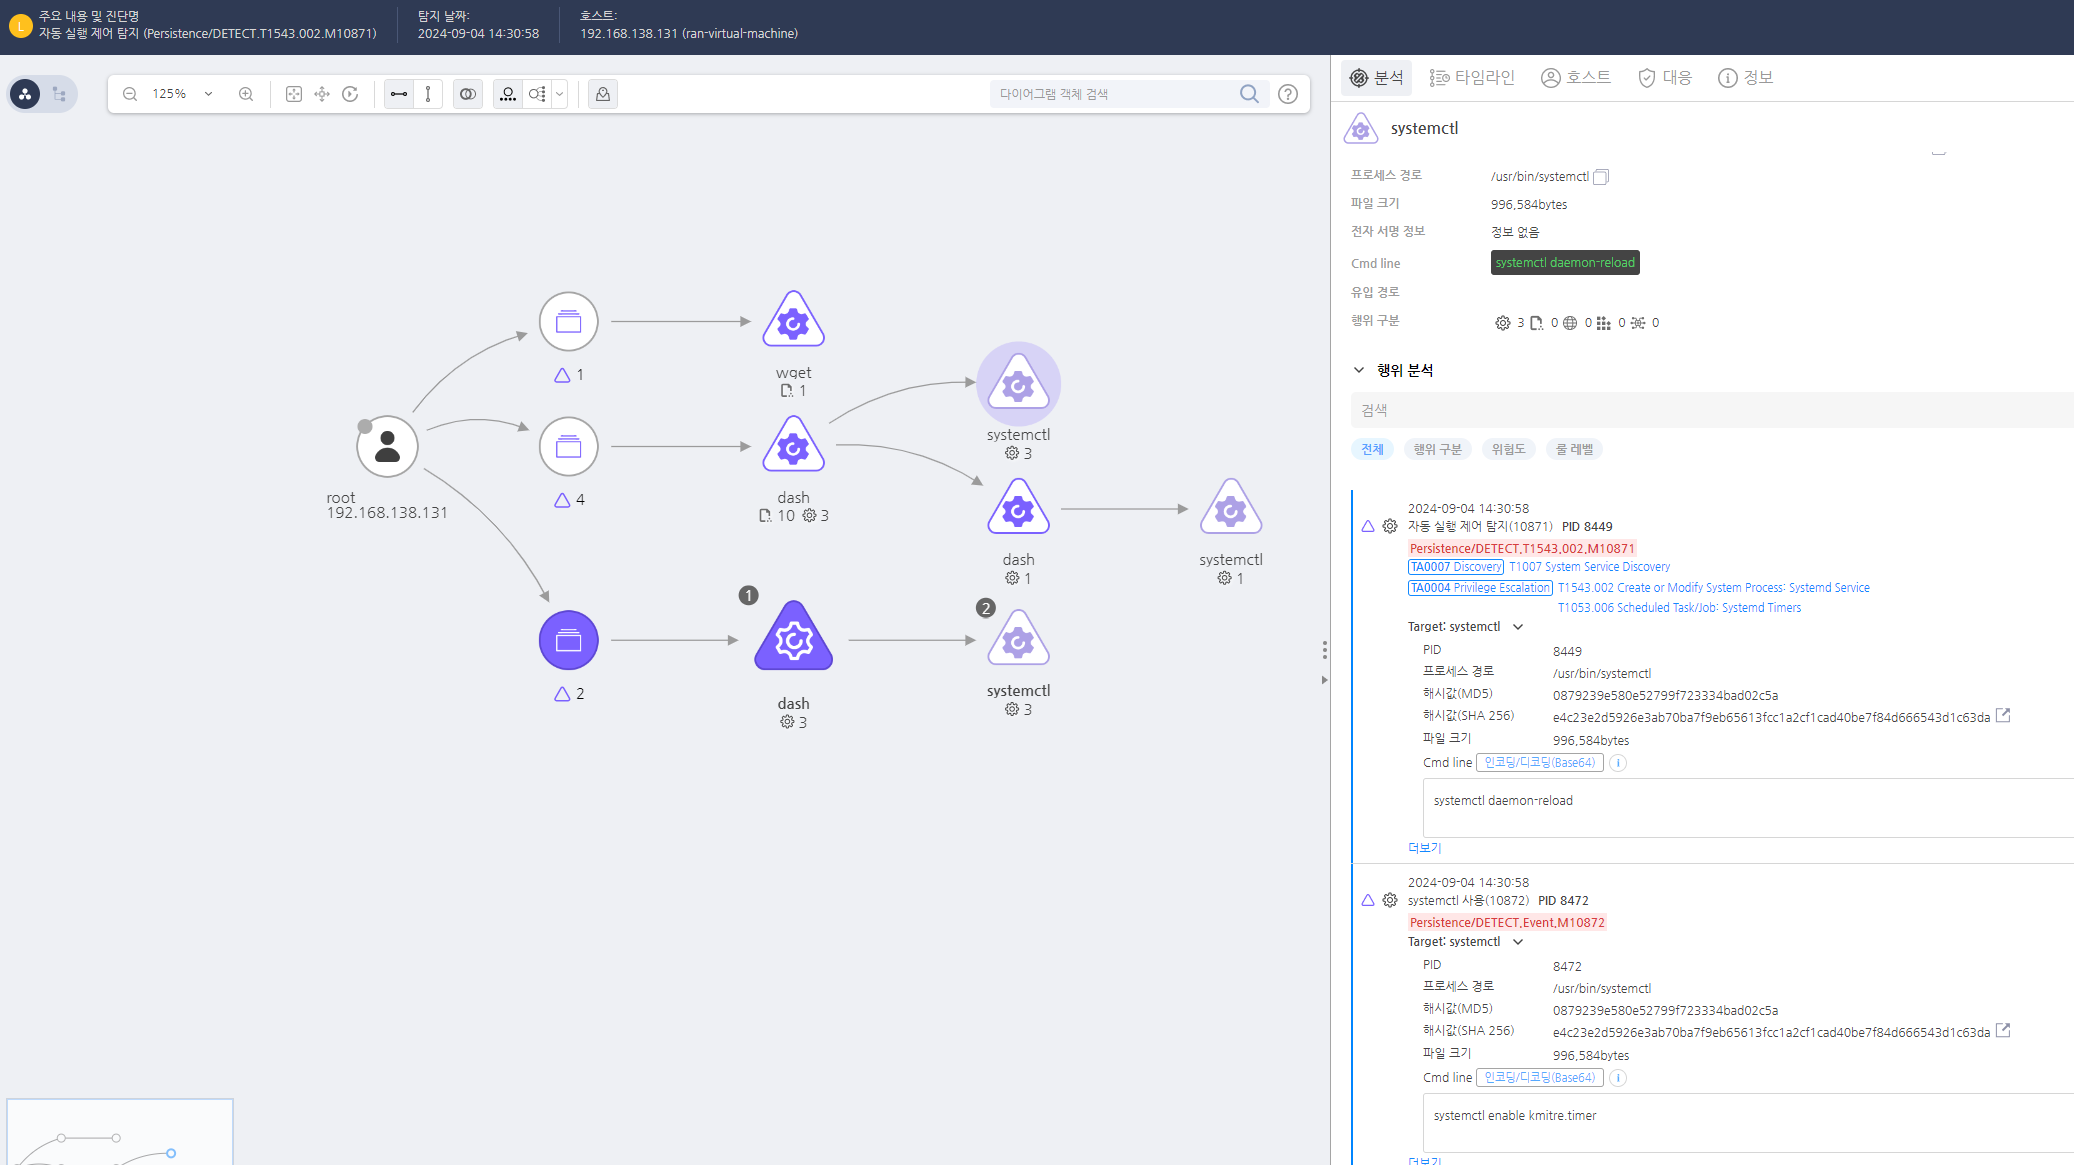 L
주요 내용 및 진단명
자동 실행 제어 탐지 (Persistence/DETECT.T1543.002.M10871)
탐지 날짜:
2024-09-04 14:30:58
호스트:
192.168.138.131 (ran-virtual-machine)
125%
다이어그램 객체 검색
1
wget
1
systemctl
3
root
192.168.138.131
4
dash
10 3
dash
1
systemctl
1
2
1
dash
3
2
systemctl
3
분석
타임라인
호스트
대응
정보
systemctl
프로세스 경로 /usr/bin/systemctl
파일 크기 996,584bytes
전자 서명 정보 정보 없음
Cmd line systemctl daemon-reload
유입 경로
행위 구분 3 0 0 0 0
행위 분석
검색
전체 행위 구분 위험도 룰 레벨
2024-09-04 14:30:58
자동 실행 제어 탐지(10871) PID 8449
Persistence/DETECT.T1543.002.M10871
TA0007 Discovery T1007 System Service Discovery
TA0004 Privilege Escalation T1543.002 Create or Modify System Process: Systemd Service
T1053.006 Scheduled Task/Job: Systemd Timers
Target: systemctl
PID 8449
프로세스 경로 /usr/bin/systemctl
해시값(MD5) 0879239e580e52799f723334bad02c5a
해시값(SHA 256) e4c23e2d5926e3ab70ba7f9eb65613fcc1a2cf1cad40be7f84d666543d1c63da
파일 크기 996,584bytes
Cmd line 인코딩/디코딩(Base64) i
systemctl daemon-reload
더보기
2024-09-04 14:30:58
systemctl 사용(10872) PID 8472
Persistence/DETECT.Event.M10872
Target: systemctl
PID 8472
프로세스 경로 /usr/bin/systemctl
해시값(MD5) 0879239e580e52799f723334bad02c5a
해시값(SHA 256) e4c23e2d5926e3ab70ba7f9eb65613fcc1a2cf1cad40be7f84d666543d1c63da
파일 크기 996,584bytes
Cmd line 인코딩/디코딩(Base64) i
systemctl enable kmitre.timer
더보기